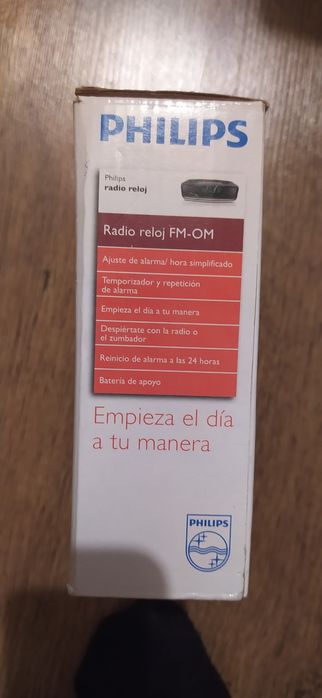 PHILIPS
Philips
radio reloj
Radio reloj FM-OM
Ajuste de alarma/ hora simplificado
Temporizador y repetición
de alarma
Empieza el día a tu manera
Despiértate con la radio o
el zumbador
Reinicio de alarma a las 24 horas
Batería de apoyo
Empieza el día
a tu manera
PHILIPS